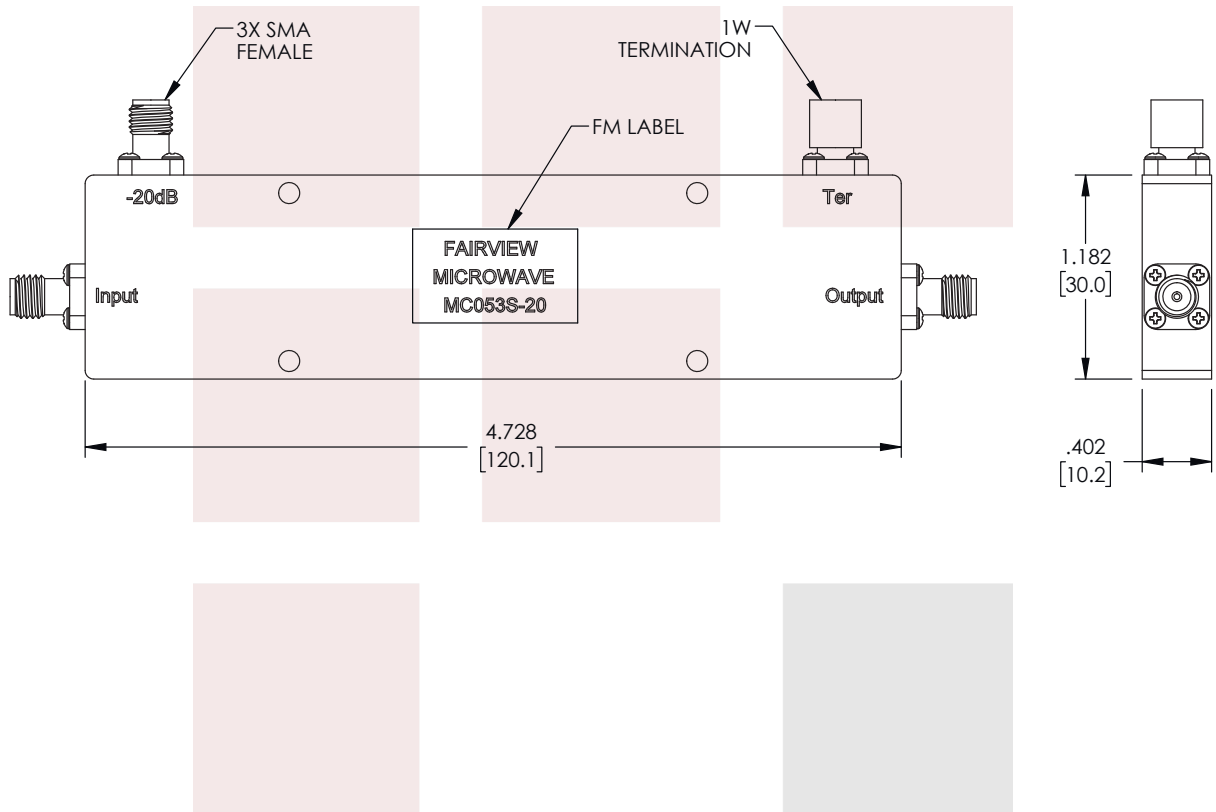 3X SMA
FEMALE
1W
TERMINATION
FM LABEL
-20dB
Ter
FAIRVIEW
MICROWAVE
MC053S-20
Input
Output
1.182
[30.0]
4.728
[120.1]
.402
[10.2]